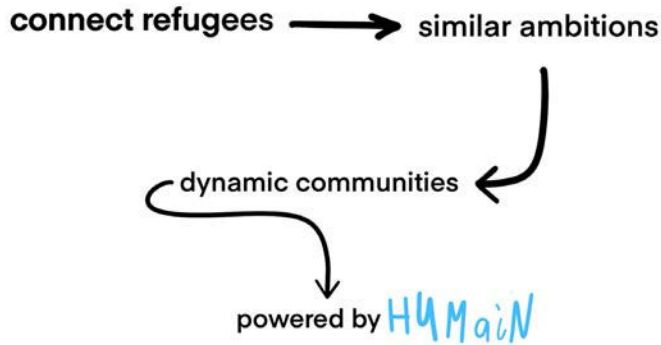 connect refugees
similar ambitions
dynamic communities
powered by HUMaiN